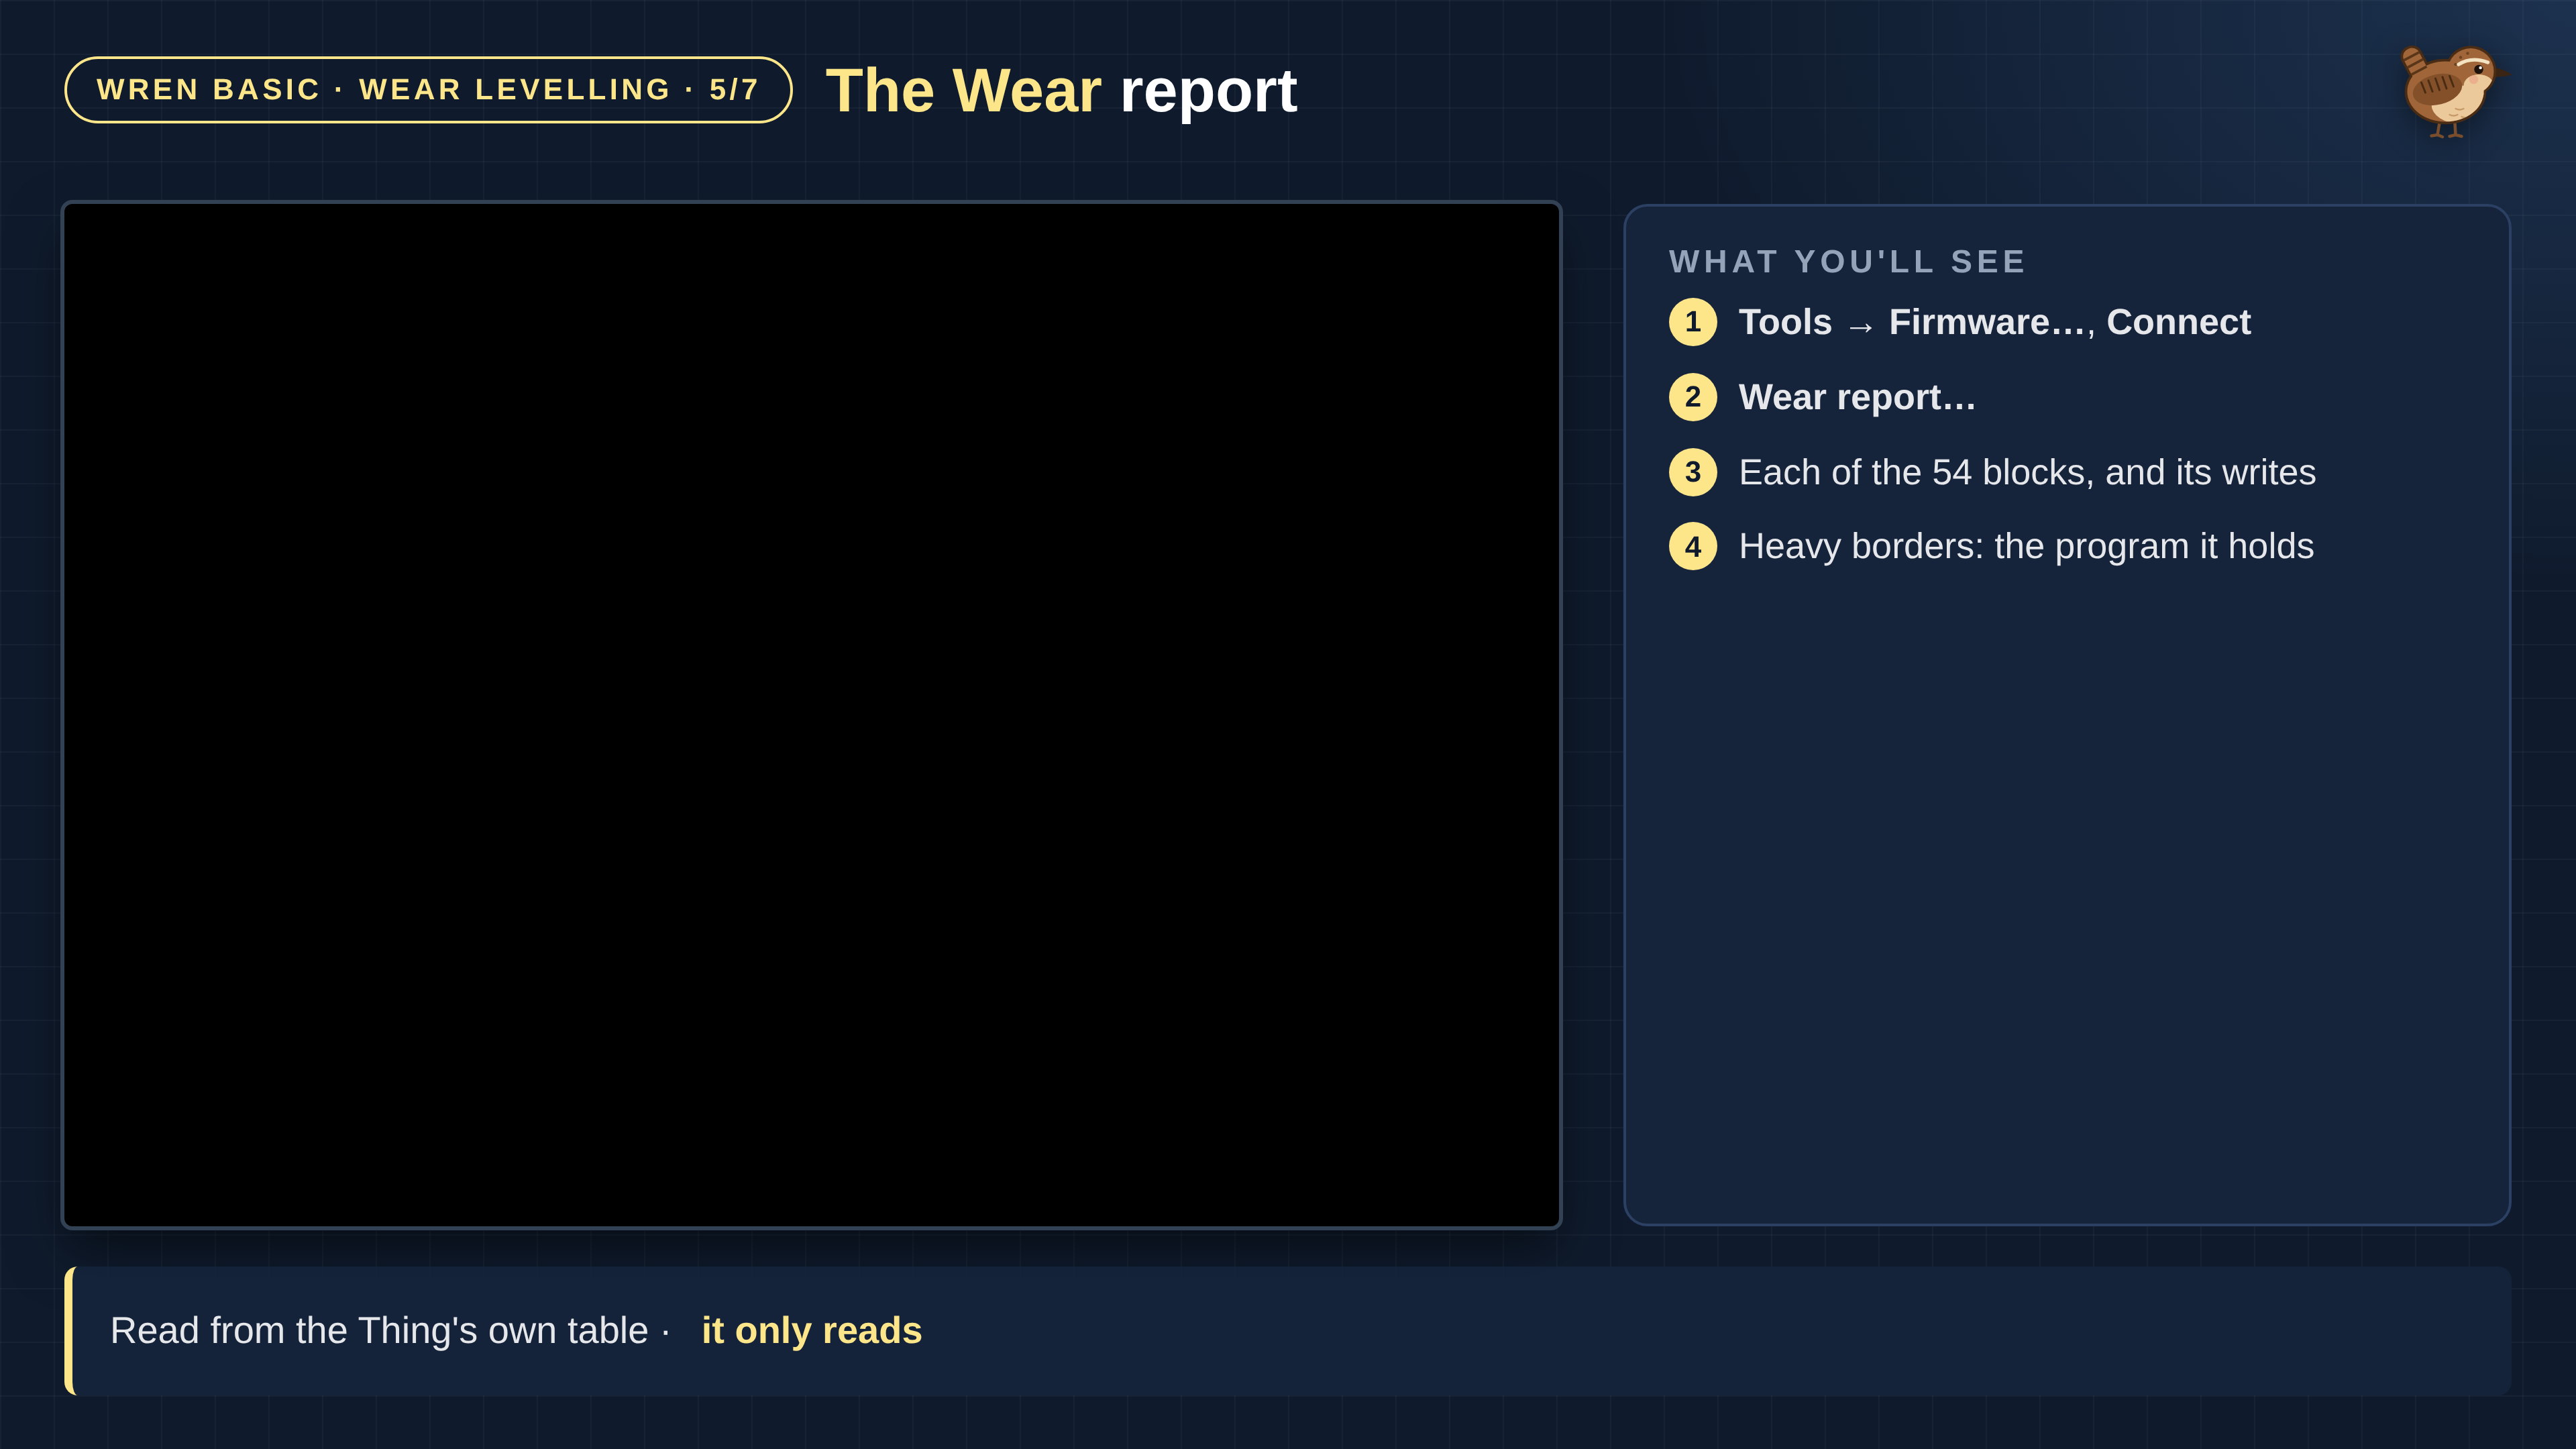 WREN BASIC · WEAR LEVELLING · 5/7
The Wear report
WHAT YOU'LL SEE
1 Tools → Firmware…, Connect
2 Wear report…
3 Each of the 54 blocks, and its writes
4 Heavy borders: the program it holds
Read from the Thing's own table · it only reads